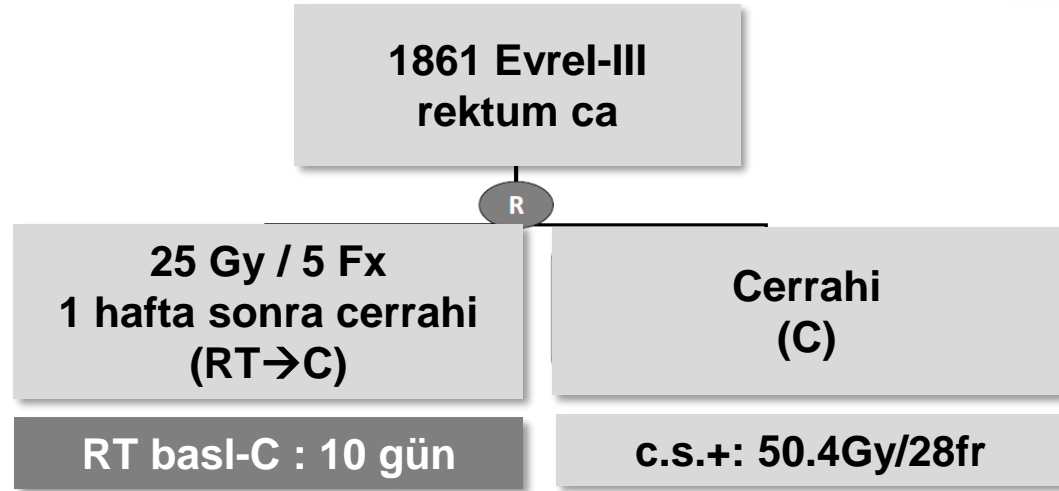 1861 EvreI-III
rektum ca
R
25 Gy / 5 Fx
1 hafta sonra cerrahi
(RT→C)
Cerrahi
(C)
RT basl-C : 10 gün
c.s.+: 50.4Gy/28fr